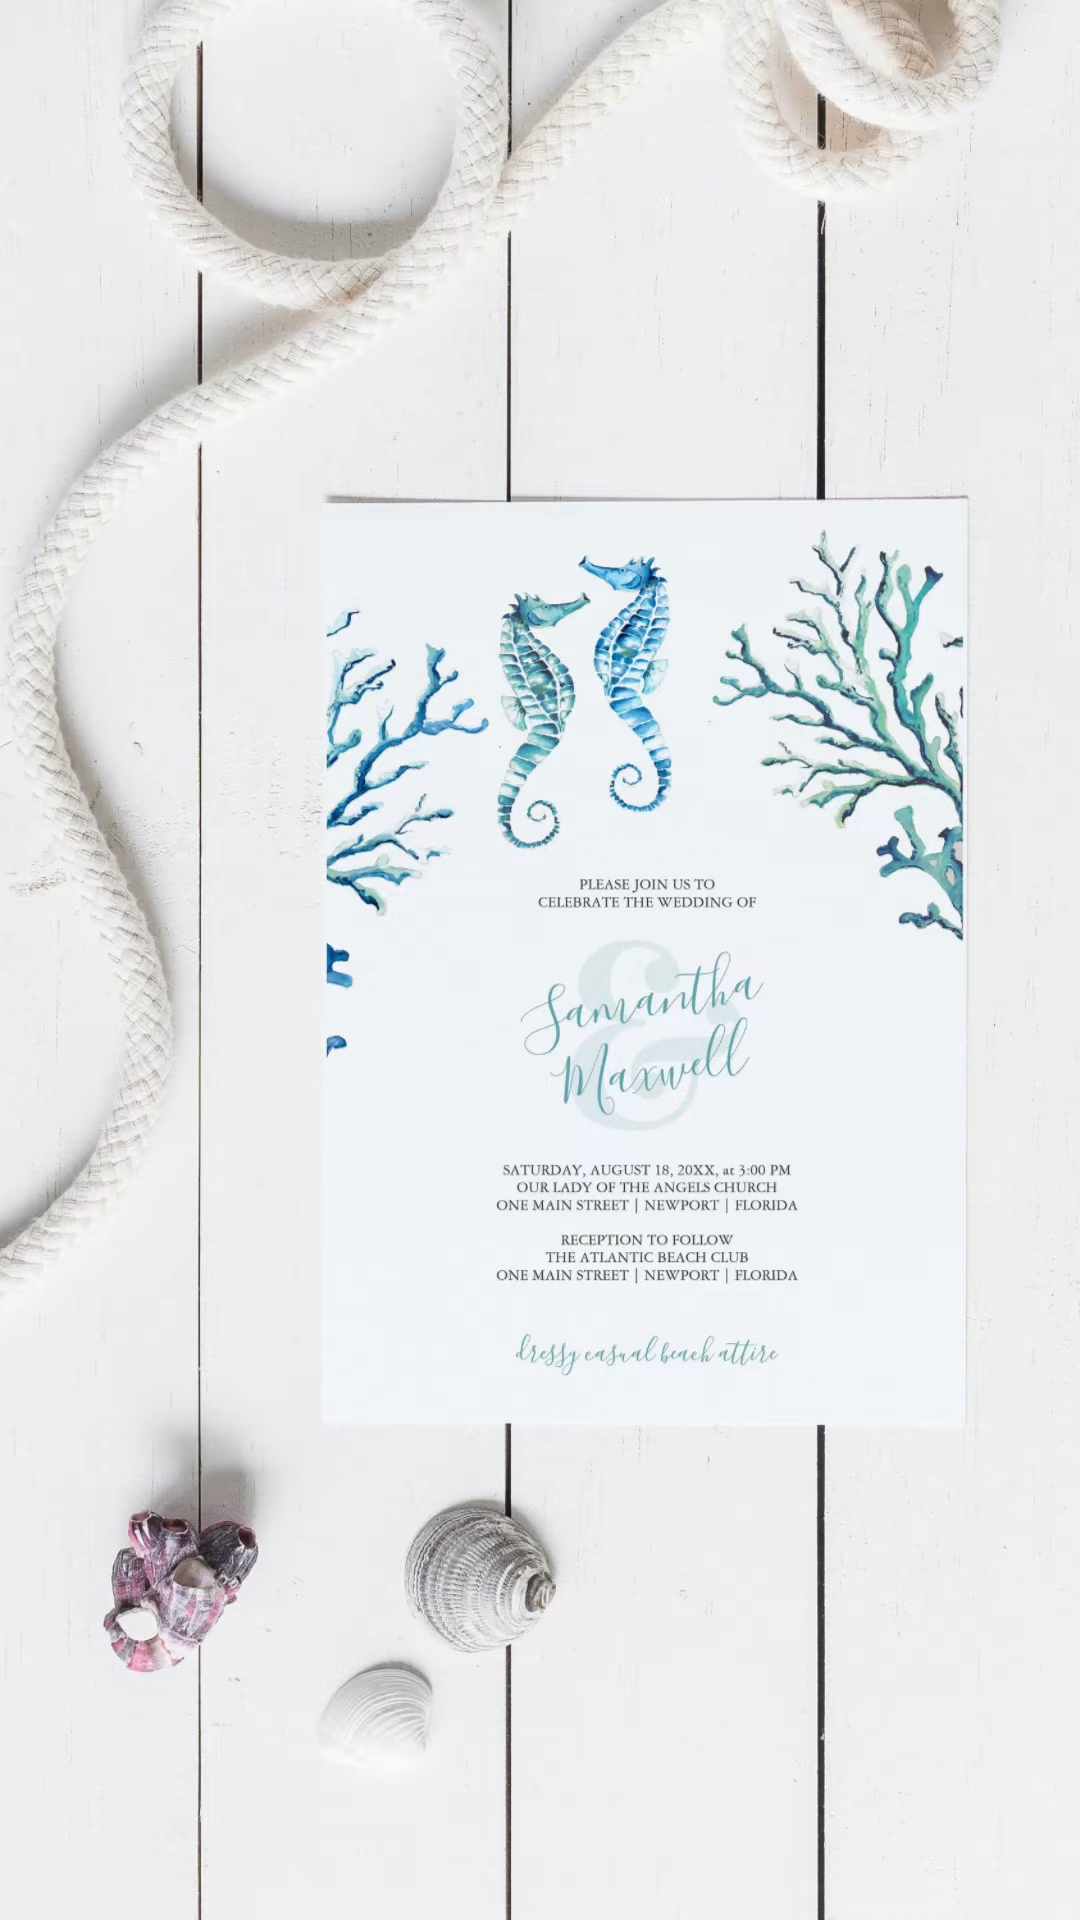 PLEASE JOIN US TO
CELEBRATE THE WEDDING OF
&
Samantha
Maxwell
SATURDAY, AUGUST 18, 20XX, at 3:00 PM
OUR LADY OF THE ANGELS CHURCH
ONE MAIN STREET | NEWPORT | FLORIDA
RECEPTION TO FOLLOW
THE ATLANTIC BEACH CLUB
ONE MAIN STREET | NEWPORT | FLORIDA
dressy casual beach attire